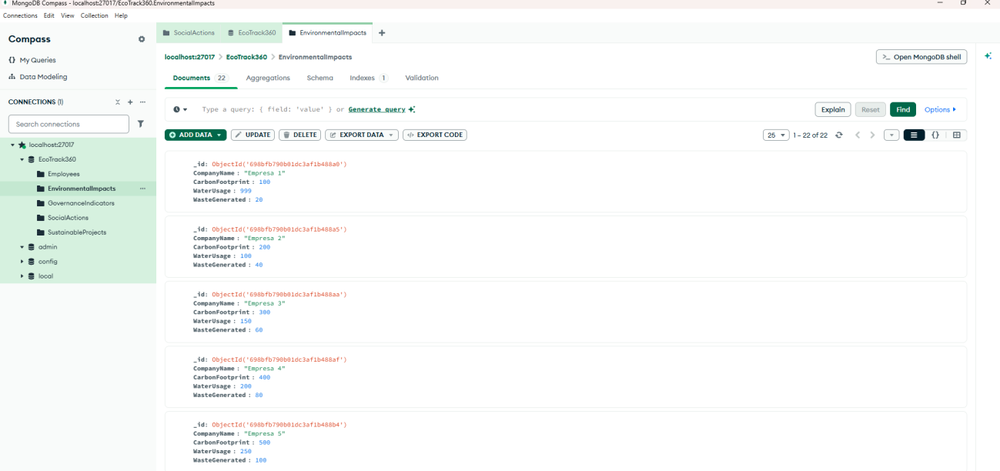 MongoDB Compass - localhost:27017/EcoTrack360.EnvironmentalImpacts
Connections Edit View Collection Help
Compass
{} My Queries
Data Modeling
CONNECTIONS (1)
Search connections
localhost:27017
EcoTrack360
Employees
EnvironmentalImpacts
GovernanceIndicators
SocialActions
SustainableProjects
admin
config
local
SocialActions EcoTrack360 EnvironmentalImpacts
localhost:27017 > EcoTrack360 > EnvironmentalImpacts
>_ Open MongoDB shell
Documents 22 Aggregations Schema Indexes 1 Validation
Type a query: { field: 'value' } or Generate query
Explain Reset Find Options
ADD DATA UPDATE DELETE EXPORT DATA </> EXPORT CODE
25 1 – 22 of 22 {}
_id: ObjectId('698bfb790b01dc3af1b488a0')
CompanyName : "Empresa 1"
CarbonFootprint : 100
WaterUsage : 999
WasteGenerated : 20
_id: ObjectId('698bfb790b01dc3af1b488a5')
CompanyName : "Empresa 2"
CarbonFootprint : 200
WaterUsage : 100
WasteGenerated : 40
_id: ObjectId('698bfb790b01dc3af1b488aa')
CompanyName : "Empresa 3"
CarbonFootprint : 300
WaterUsage : 150
WasteGenerated : 60
_id: ObjectId('698bfb790b01dc3af1b488af')
CompanyName : "Empresa 4"
CarbonFootprint : 400
WaterUsage : 200
WasteGenerated : 80
_id: ObjectId('698bfb790b01dc3af1b488b4')
CompanyName : "Empresa 5"
CarbonFootprint : 500
WaterUsage : 250
WasteGenerated : 100